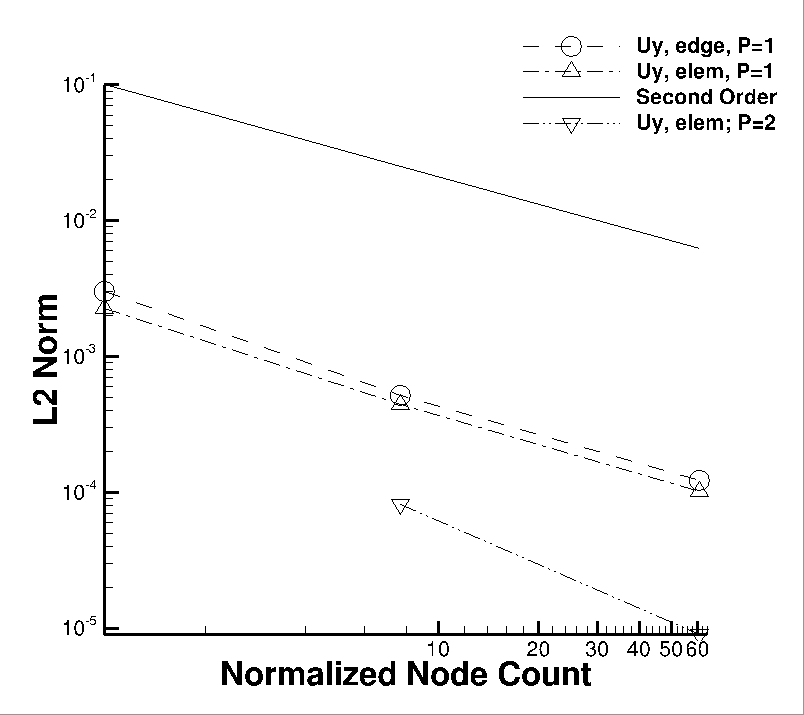 Uy, edge, P=1
Uy, elem, P=1
Second Order
Uy, elem; P=2
10-1
10-2
10-3
10-4
10-5
L2 Norm
10 20 30 40 50 60
Normalized Node Count